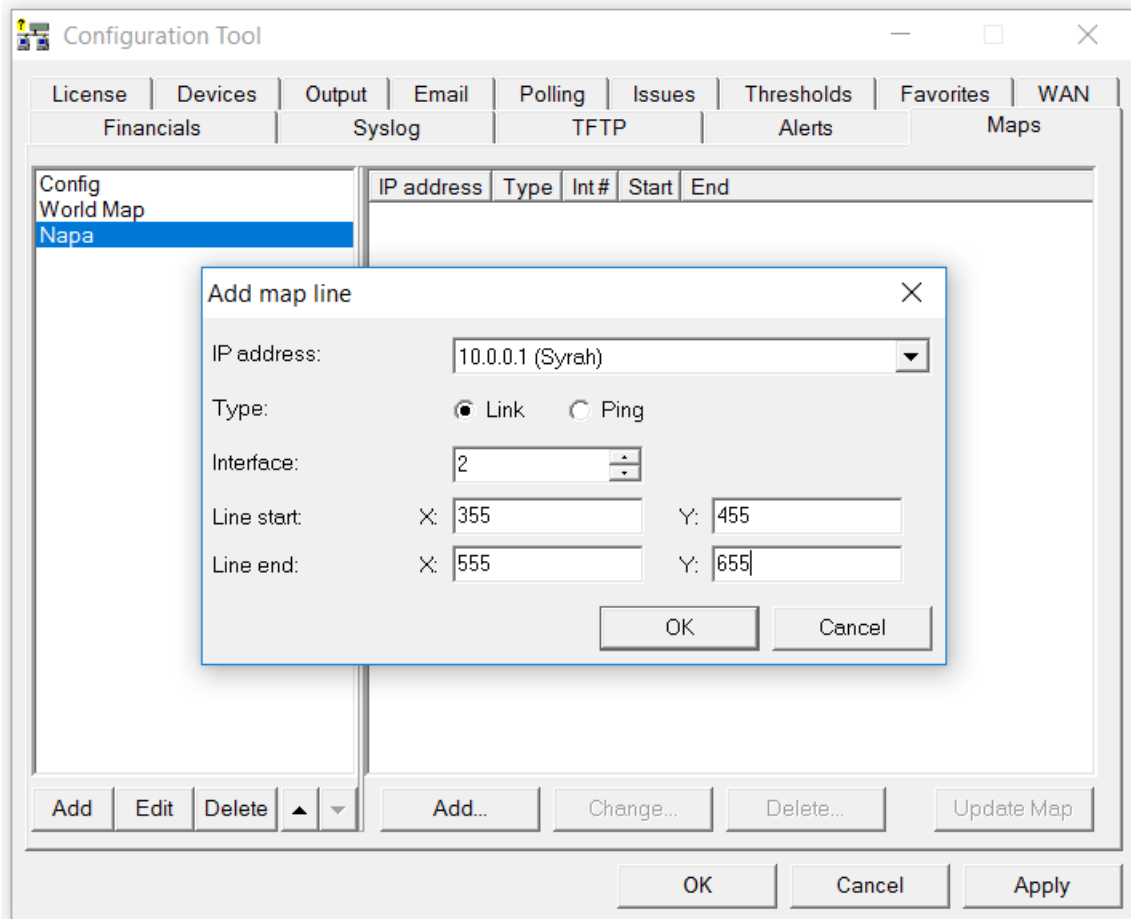 Configuration Tool
License Devices Output Email Polling Issues Thresholds Favorites WAN
Financials Syslog TFTP Alerts Maps
Config
World Map
Napa
IP address Type Int # Start End
Add map line
IP address: 10.0.0.1 (Syrah)
Type: Link Ping
Interface: 2
Line start: X: 355 Y: 455
Line end: X: 555 Y: 655
OK Cancel
Add Edit Delete Add... Change... Delete... Update Map
OK Cancel Apply